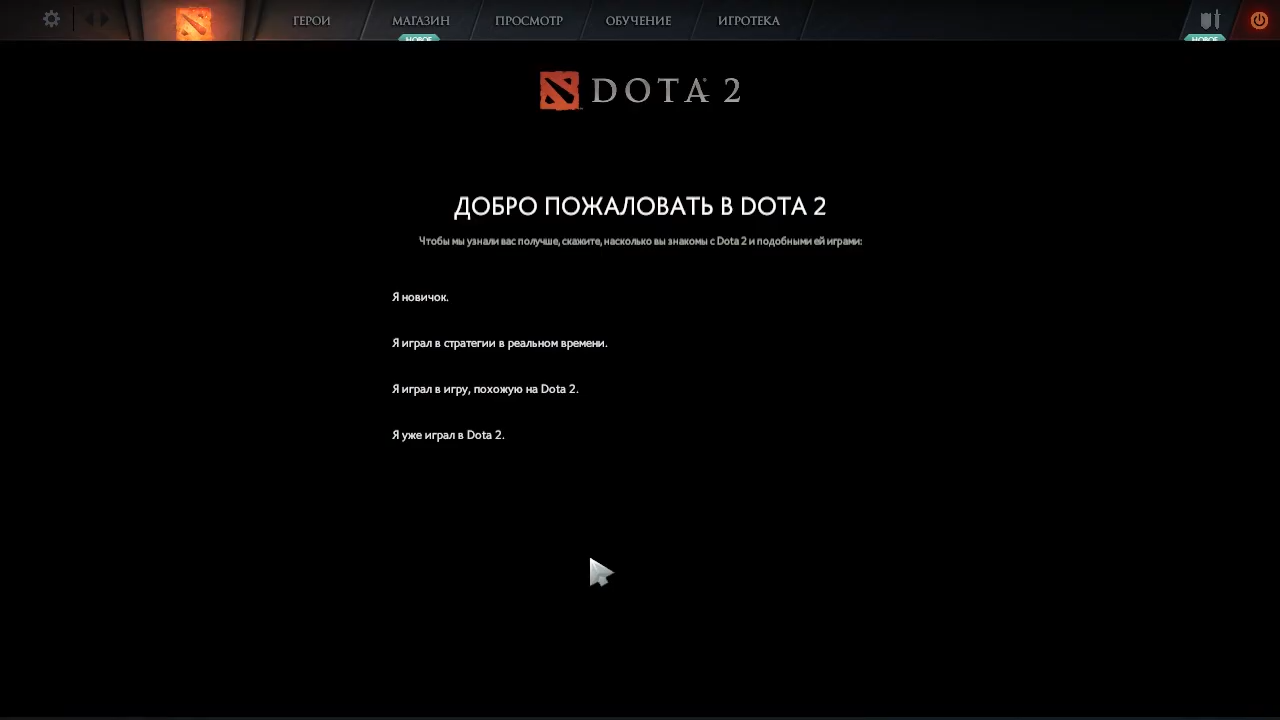 ГЕРОИ МАГАЗИН ПРОСМОТР ОБУЧЕНИЕ ИГРОТЕКА
НОВОЕ НОВОЕ
DOTA 2
ДОБРО ПОЖАЛОВАТЬ В DOTA 2
Чтобы мы узнали вас получше, скажите, насколько вы знакомы с Dota 2 и подобными ей играми:
Я новичок.
Я играл в стратегии в реальном времени.
Я играл в игру, похожую на Dota 2.
Я уже играл в Dota 2.